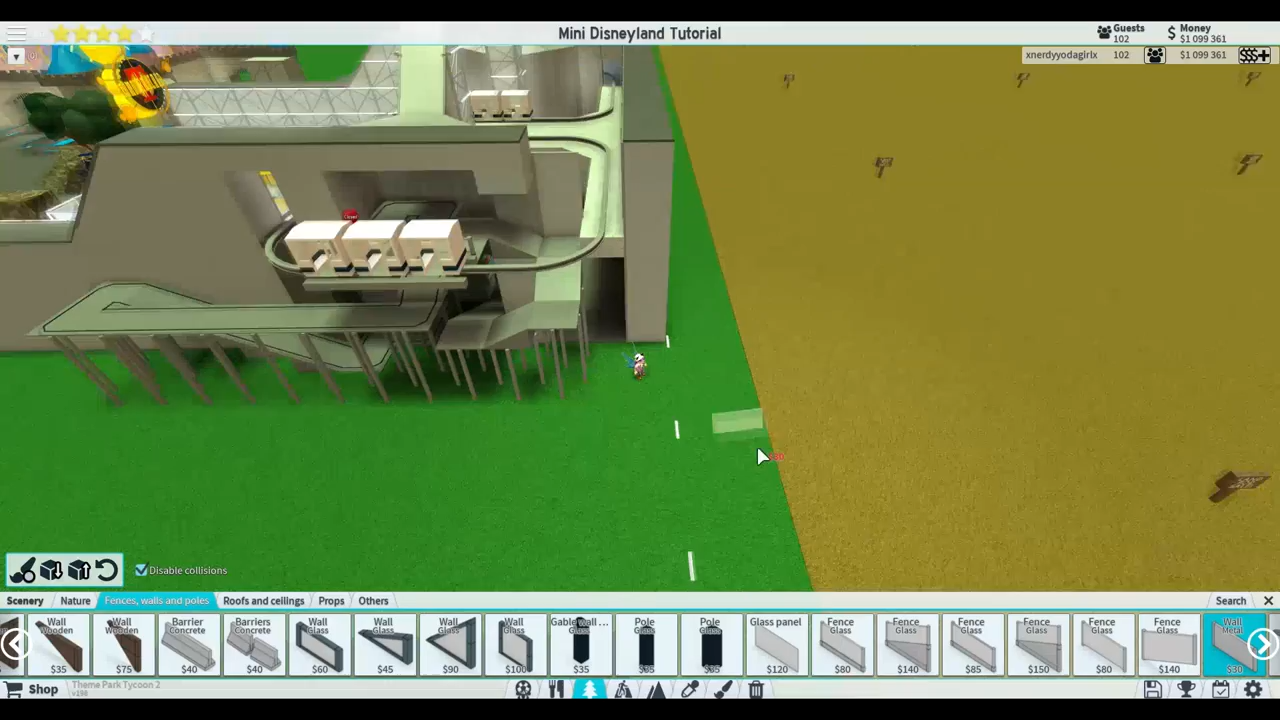 Mini Disneyland Tutorial
Guests
102
Money
$1 099 361
xnerdyyodagirlx 102 $1 099 361
Disable collisions
Scenery Nature Fences, walls and poles Roofs and ceilings Props Others Search
Wall Wooden $35
Wall Wooden $75
Barrier Concrete $40
Barriers Concrete $40
Wall Glass $60
Wall Glass $45
Wall Glass $90
Wall Glass $100
Gable wall ... Glass $35
Pole Glass $35
Pole Glass $35
Glass panel $120
Fence Glass $80
Fence Glass $140
Fence Glass $85
Fence Glass $150
Fence Glass $80
Fence Glass $140
Wall Metal $30
Shop Theme Park Tycoon 2
v198